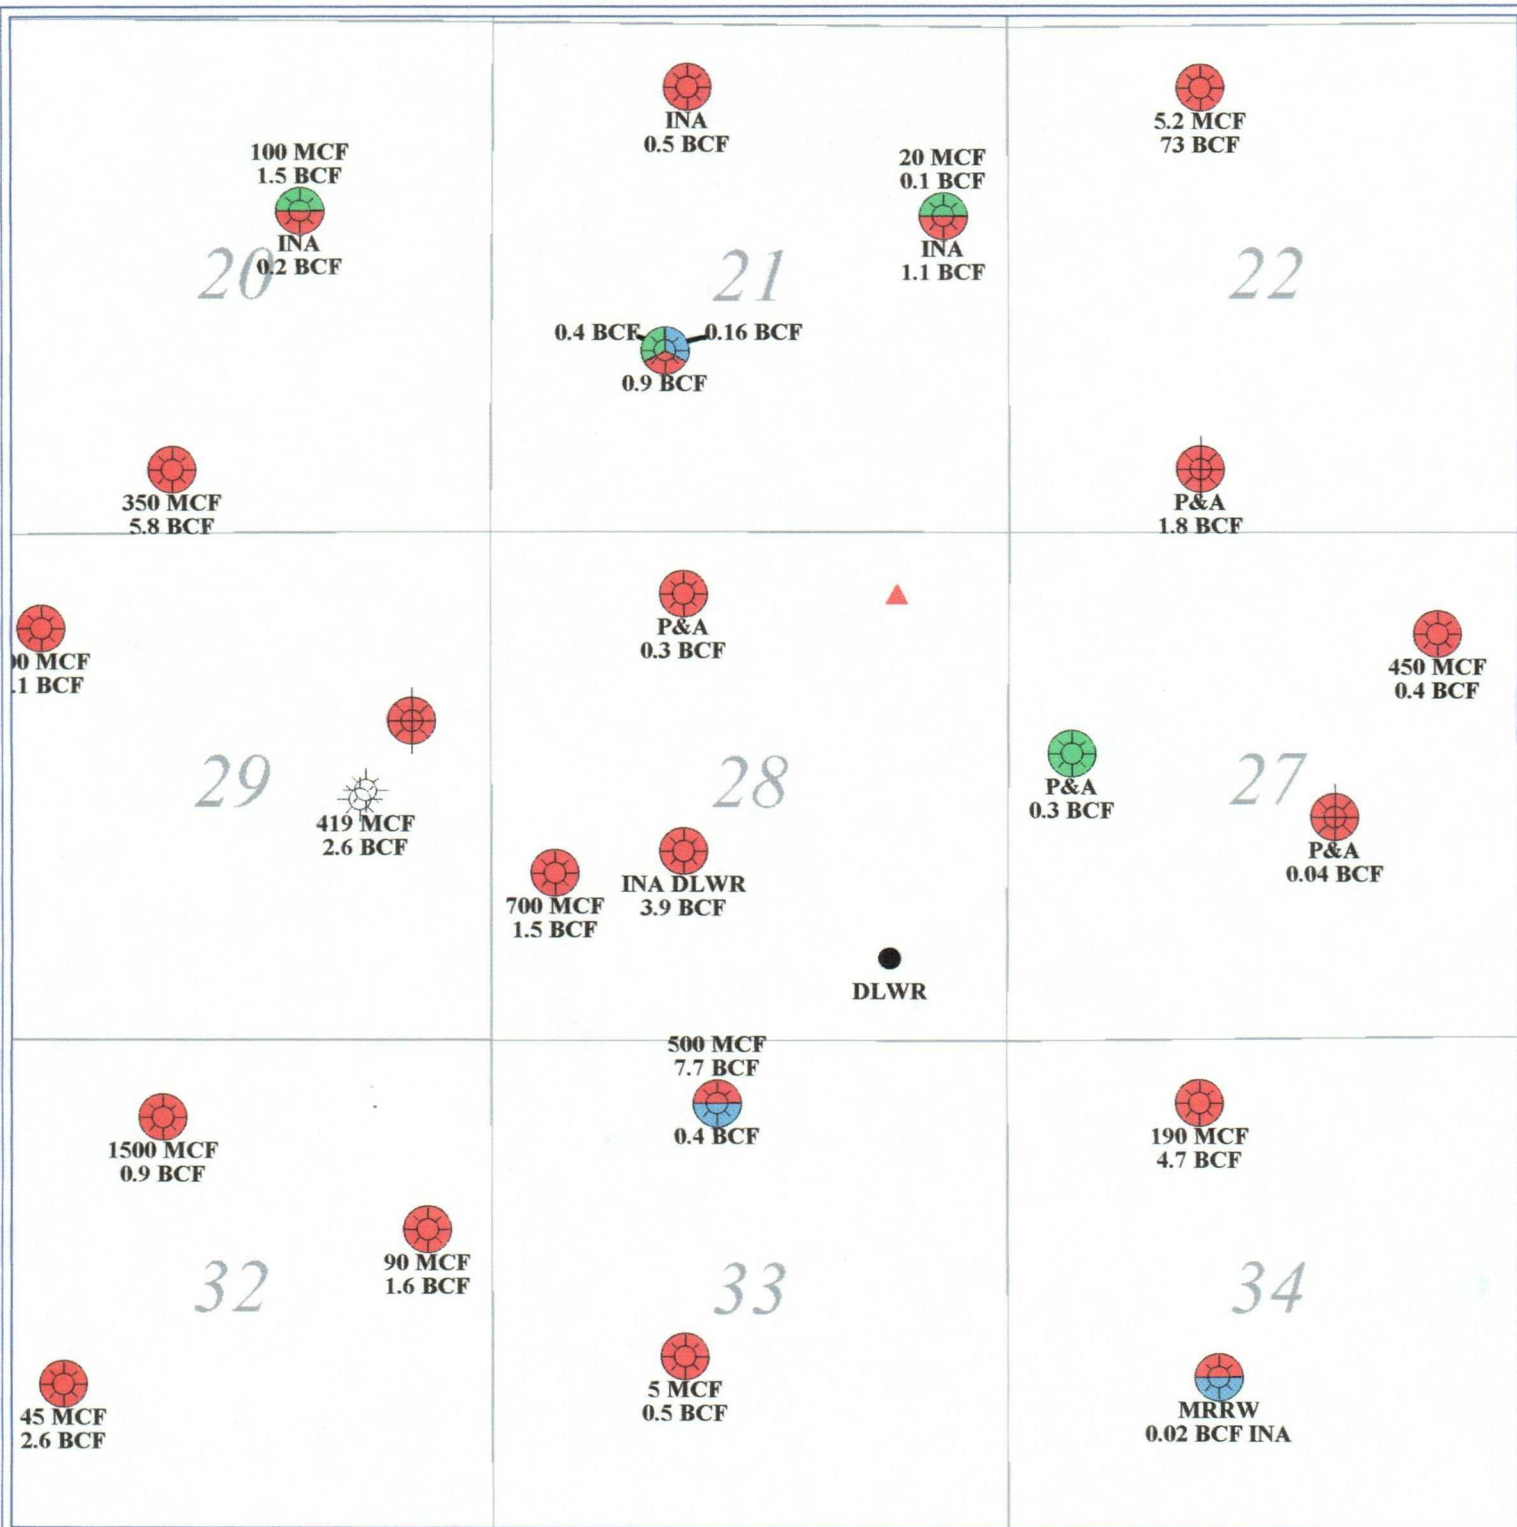 INA
0.5 BCF
5.2 MCF
73 BCF
100 MCF
1.5 BCF
INA
0.2 BCF
20
20 MCF
0.1 BCF
INA
1.1 BCF
21
22
0.4 BCF
0.16 BCF
0.9 BCF
350 MCF
5.8 BCF
P&A
1.8 BCF
00 MCF
.1 BCF
P&A
0.3 BCF
450 MCF
0.4 BCF
29
419 MCF
2.6 BCF
28
P&A
0.3 BCF
27
P&A
0.04 BCF
700 MCF
1.5 BCF
INA DLWR
3.9 BCF
DLWR
500 MCF
7.7 BCF
0.4 BCF
1500 MCF
0.9 BCF
190 MCF
4.7 BCF
90 MCF
1.6 BCF
32
33
34
45 MCF
2.6 BCF
5 MCF
0.5 BCF
MRRW
0.02 BCF INA